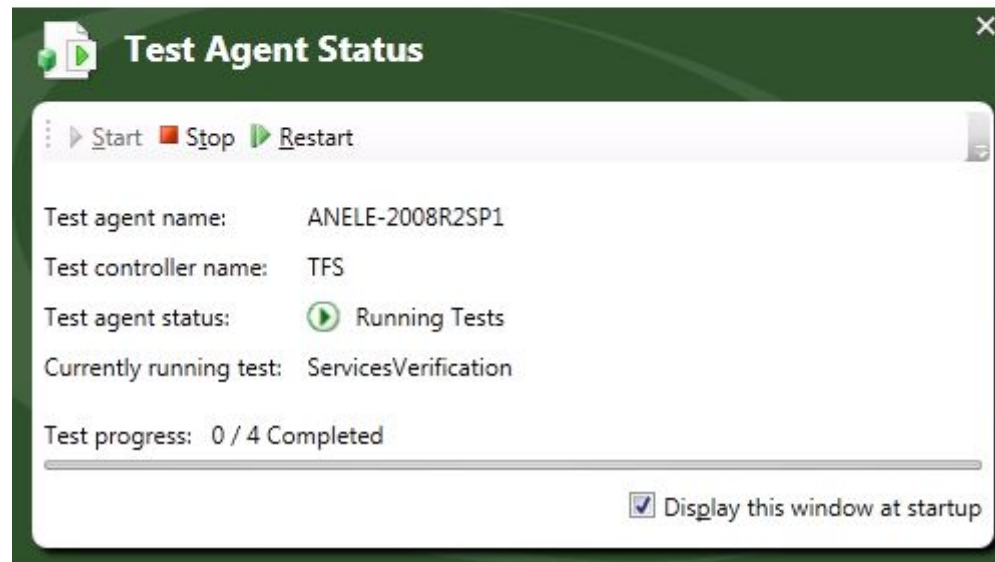 Test Agent Status
Start Stop Restart
Test agent name: ANELE-2008R2SP1
Test controller name: TFS
Test agent status: Running Tests
Currently running test: ServicesVerification
Test progress: 0 / 4 Completed
Display this window at startup